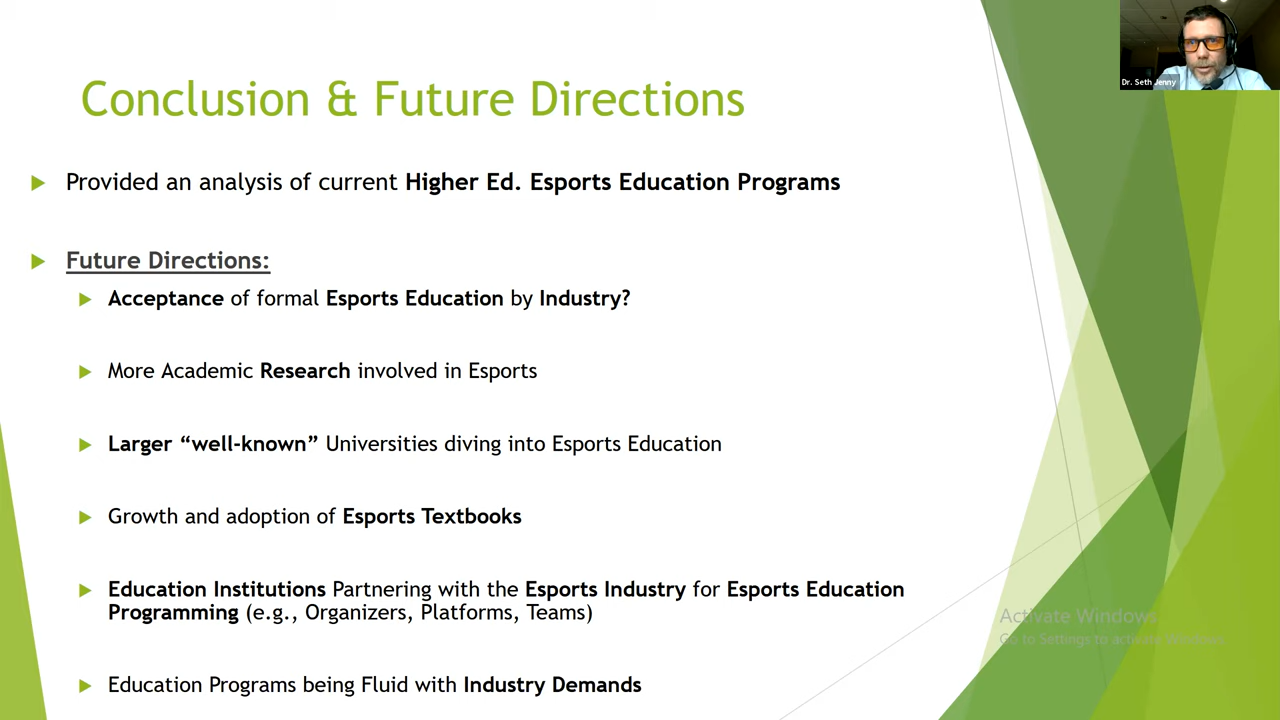 Dr. Seth Jenny
Conclusion & Future Directions
Provided an analysis of current Higher Ed. Esports Education Programs
Future Directions:
Acceptance of formal Esports Education by Industry?
More Academic Research involved in Esports
Larger “well-known” Universities diving into Esports Education
Growth and adoption of Esports Textbooks
Education Institutions Partnering with the Esports Industry for Esports Education
Programming (e.g., Organizers, Platforms, Teams)
Education Programs being Fluid with Industry Demands
Activate Windows
Go to Settings to activate Windows.